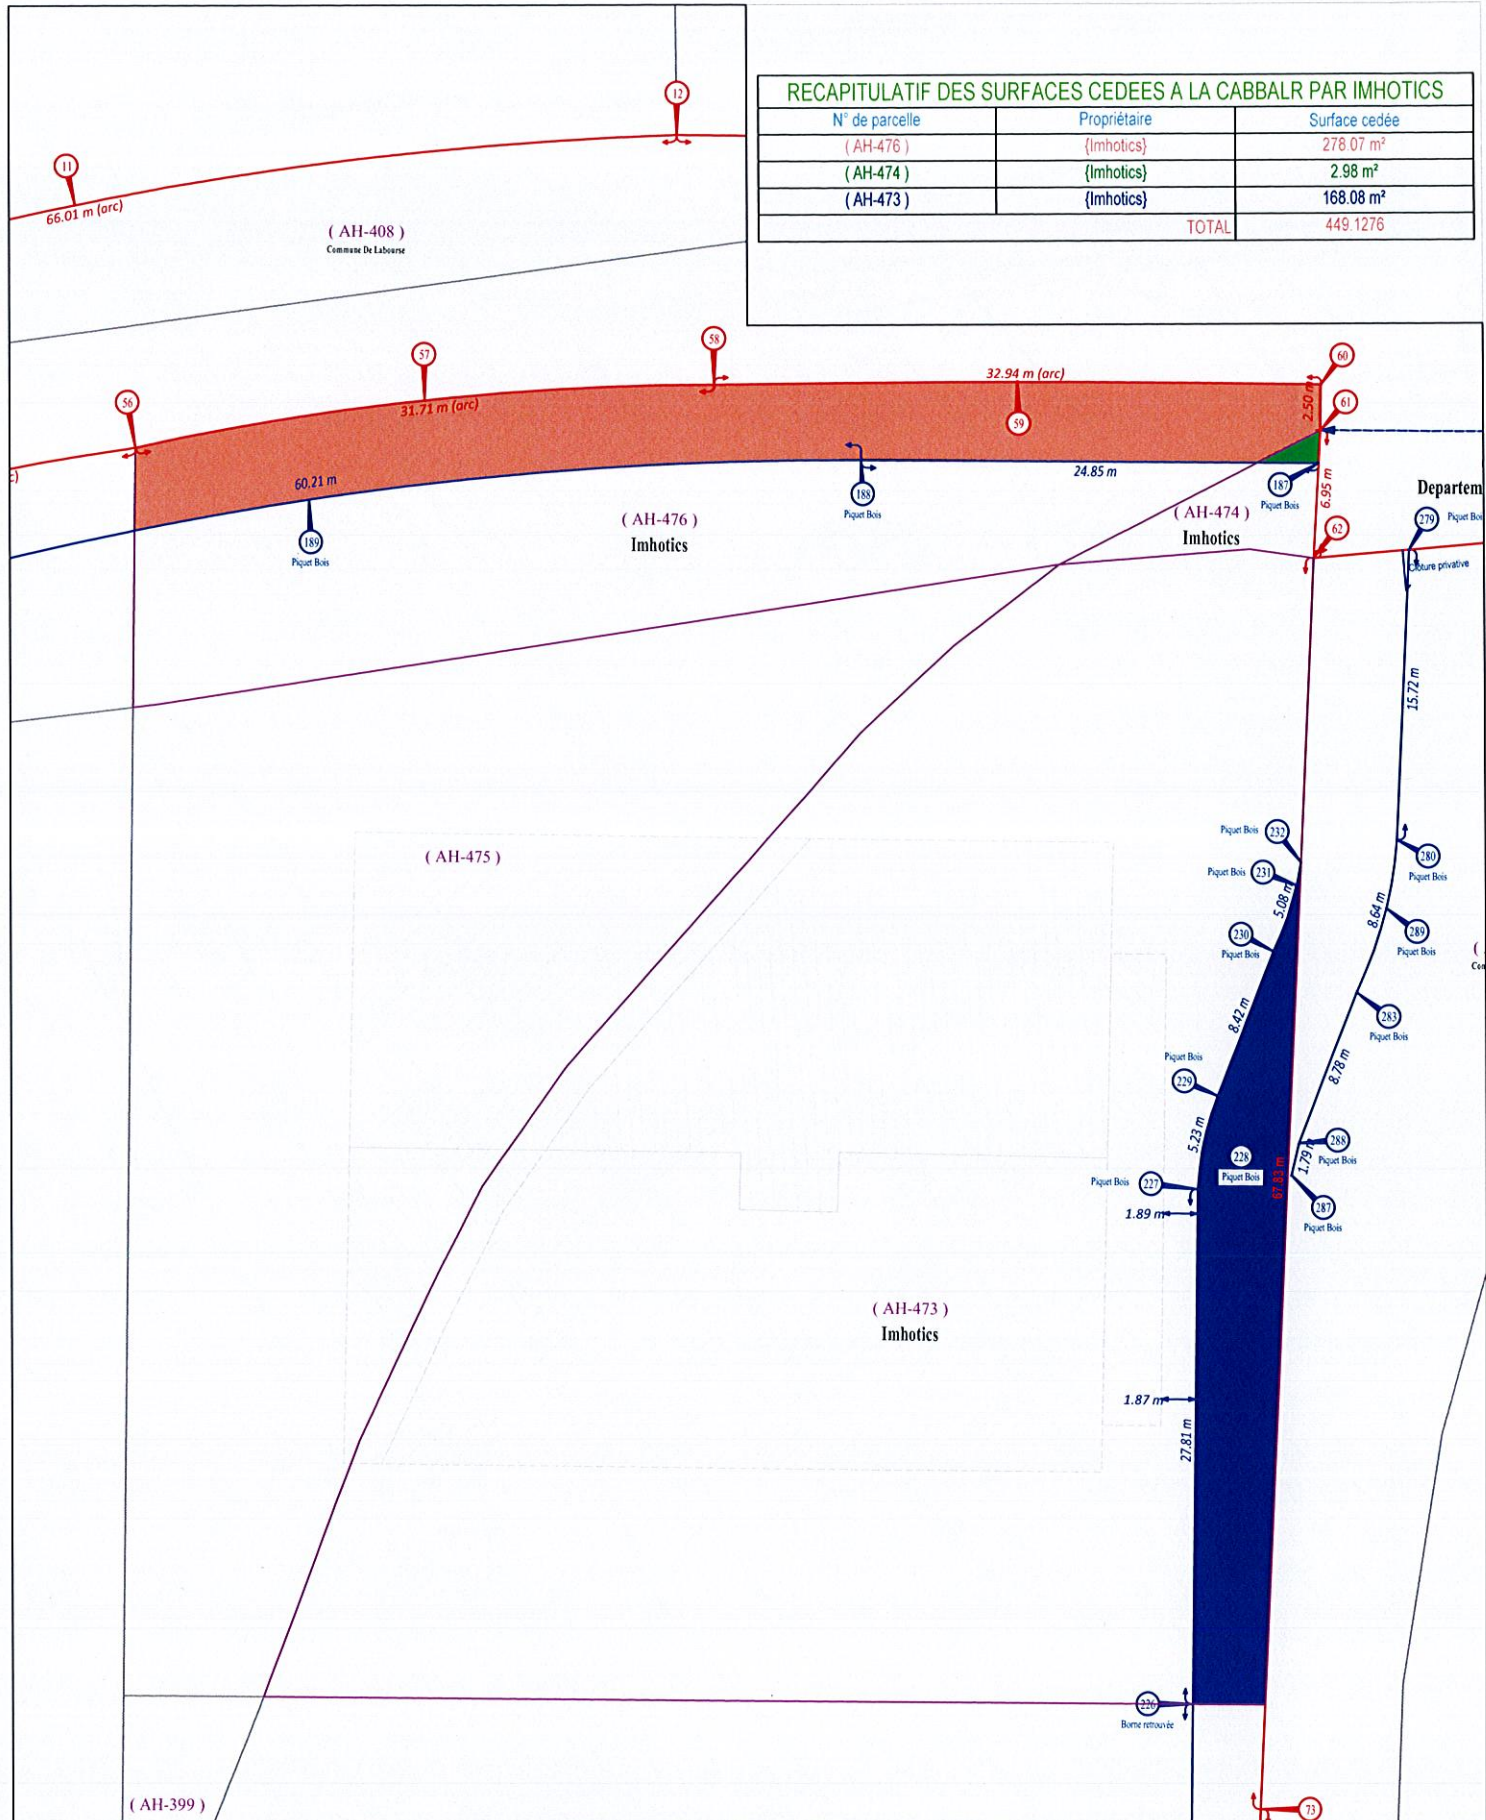 RECAPITULATIF DES SURFACES CEDEES A LA CABBALR PAR IMHOTICS
N° de parcelle Propriétaire Surface cedée
( AH-476 ) {Imhotics} 278.07 m²
( AH-474 ) {Imhotics} 2.98 m²
( AH-473 ) {Imhotics} 168.08 m²
TOTAL 449.1276
12
11
66.01 m (arc)
( AH-408 )
Commune De Labourse
58
57
60
32.94 m (arc)
56
31.71 m (arc)
2.50 m
61
59
60.21 m
24.85 m
188
Piquet Bois
187
Piquet Bois
6.95 m
Departem
279
Piquet Boi
189
Piquet Bois
( AH-476 )
Imhotics
( AH-474 )
Imhotics
62
Cloture privative
15.72 m
Piquet Bois
232
( AH-475 )
280
Piquet Bois
Piquet Bois
231
5.08 m
8.64 m
230
Piquet Bois
289
Piquet Bois
8.42 m
283
Piquet Bois
Piquet Bois
229
8.78 m
5.23 m
288
Piquet Bois
228
Piquet Bois
1.79 m
67.83 m
Piquet Bois
227
287
Piquet Bois
1.89 m
( AH-473 )
Imhotics
1.87 m
27.81 m
226
Borne retrouvée
( AH-399 )
73